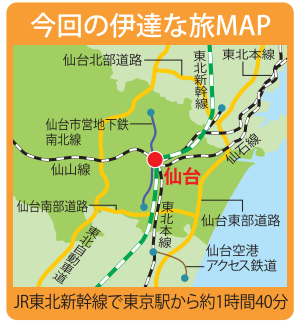 今回の伊達な旅MAP
仙台北部道路
東北新幹線
東北本線
仙台市営地下鉄
南北線
仙石線
仙山線
仙台
仙台南部道路
東北本線
仙台東部道路
東北自動車道
仙台空港
アクセス鉄道
JR東北新幹線で東京駅から約1時間40分